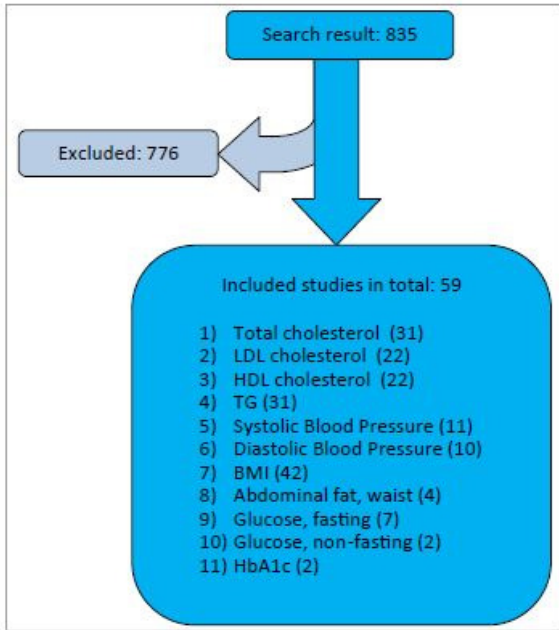 Search result: 835
Excluded: 776
Included studies in total: 59
1) Total cholesterol (31)
2) LDL cholesterol (22)
3) HDL cholesterol (22)
4) TG (31)
5) Systolic Blood Pressure (11)
6) Diastolic Blood Pressure (10)
7) BMI (42)
8) Abdominal fat, waist (4)
9) Glucose, fasting (7)
10) Glucose, non-fasting (2)
11) HbA1c (2)